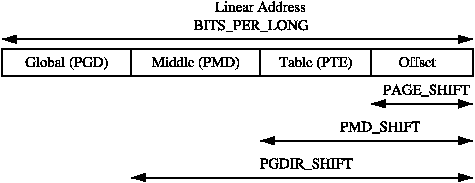 Linear Address
BITS_PER_LONG
Global (PGD) Middle (PMD) Table (PTE) Offset
PAGE_SHIFT
PMD_SHIFT
PGDIR_SHIFT